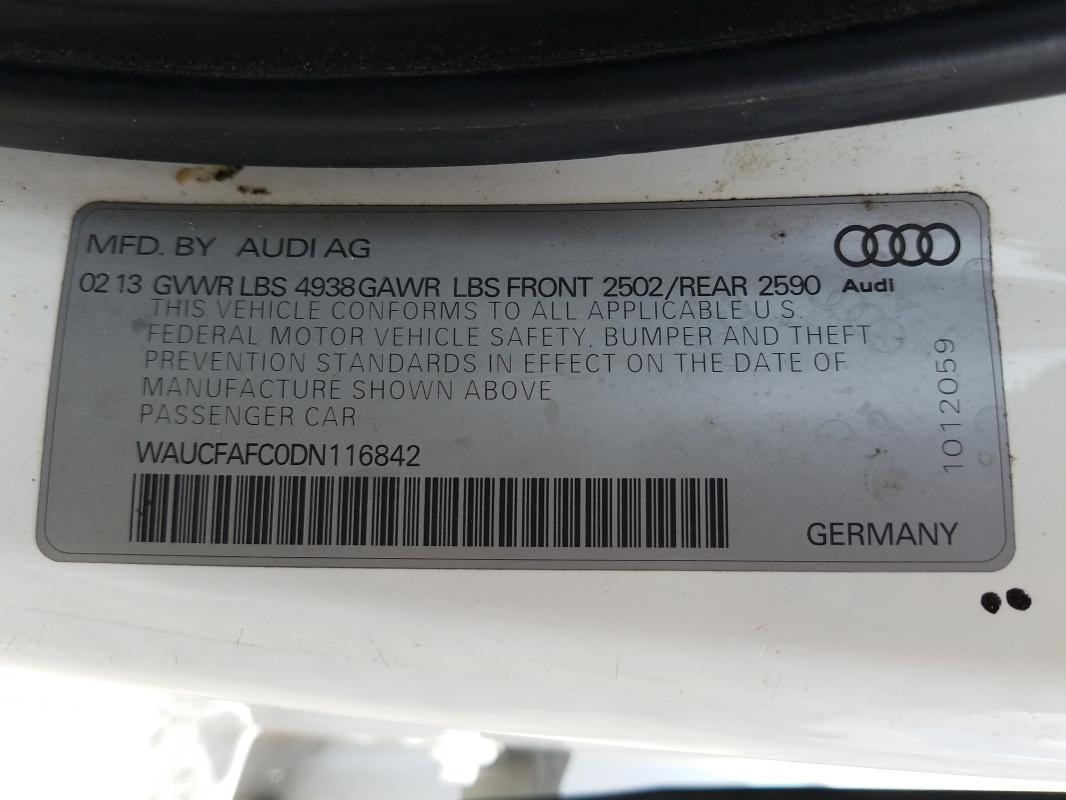 MFD. BY AUDI AG
02 13 GVWR LBS 4938 GAWR LBS FRONT 2502/REAR 2590 Audi
THIS VEHICLE CONFORMS TO ALL APPLICABLE U.S.
FEDERAL MOTOR VEHICLE SAFETY, BUMPER AND THEFT
PREVENTION STANDARDS IN EFFECT ON THE DATE OF
MANUFACTURE SHOWN ABOVE
PASSENGER CAR
WAUCFAFC0DN116842
1012059
GERMANY